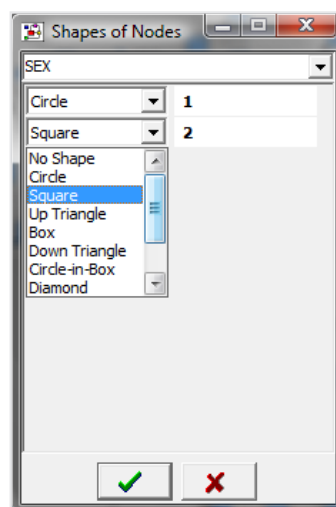 Shapes of Nodes
SEX
Circle 1
Square 2
No Shape
Circle
Square
Up Triangle
Box
Down Triangle
Circle-in-Box
Diamond